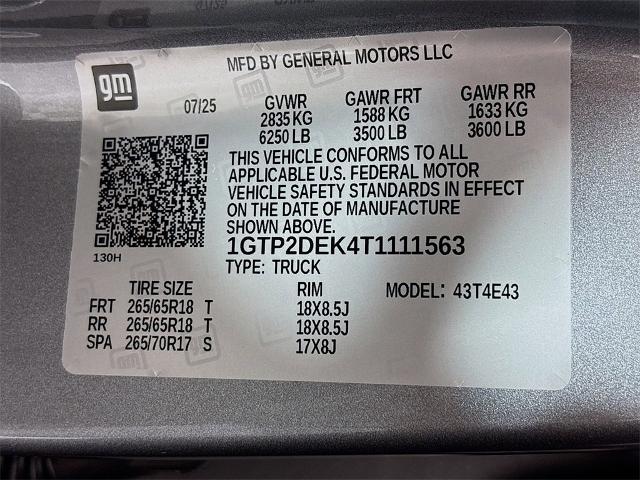 MFD BY GENERAL MOTORS LLC
gm
07/25 GVWR GAWR FRT GAWR RR
2835 KG 1588 KG 1633 KG
6250 LB 3500 LB 3600 LB
THIS VEHICLE CONFORMS TO ALL
APPLICABLE U.S. FEDERAL MOTOR
VEHICLE SAFETY STANDARDS IN EFFECT
ON THE DATE OF MANUFACTURE
SHOWN ABOVE.
1GTP2DEK4T1111563
130H
TYPE: TRUCK
TIRE SIZE RIM MODEL: 43T4E43
FRT 265/65R18 T 18X8.5J
RR 265/65R18 T 18X8.5J
SPA 265/70R17 S 17X8J